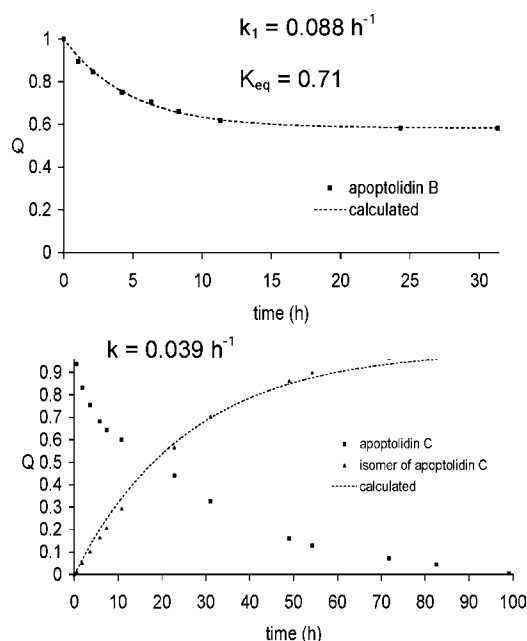 k₁ = 0.088 h⁻¹
Kₑq = 0.71
1
0.8
0.6
0.4
0.2
0
Q
apoptolidin B
calculated
0 5 10 15 20 25 30
time (h)
k = 0.039 h⁻¹
0.9
0.8
0.7
0.6
0.5
0.4
0.3
0.2
0.1
0
Q
apoptolidin C
isomer of apoptolidin C
calculated
0 10 20 30 40 50 60 70 80 90 100
time (h)